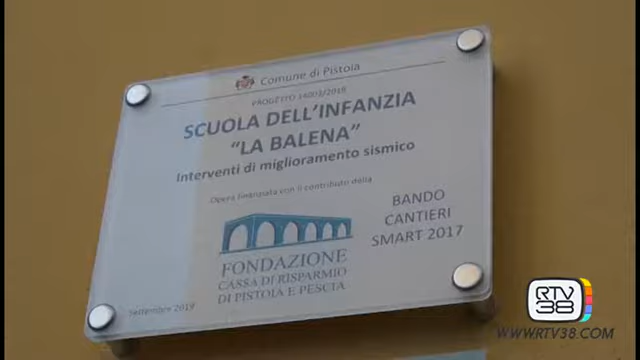 Comune di Pistoia
PROGETTO 14002/2018
SCUOLA DELL'INFANZIA
"LA BALENA"
Interventi di miglioramento sismico
Opera finanziata con il contributo della
FONDAZIONE
CASSA DI RISPARMIO
DI PISTOIA E PESCIA
BANDO
CANTIERI
SMART 2017
Settembre 2019
RTV
38
WWW.RTV38.COM